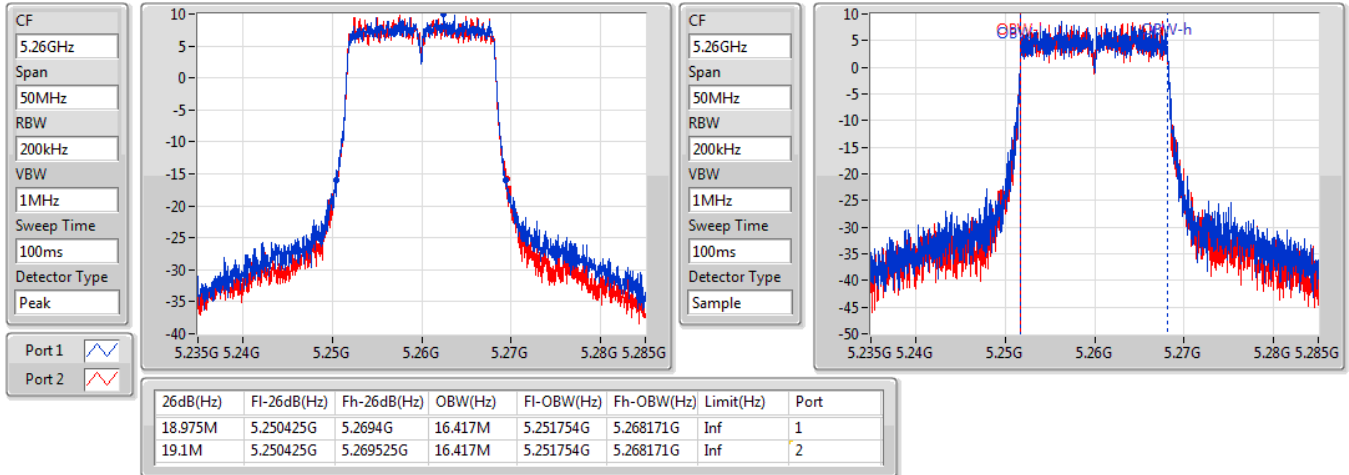 CF
5.26GHz
Span
50MHz
RBW
200kHz
VBW
1MHz
Sweep Time
100ms
Detector Type
Peak
10
5
0
-5
-10
-15
-20
-25
-30
-35
-40
5.235G 5.24G 5.25G 5.26G 5.27G 5.28G 5.285G
CF
5.26GHz
Span
50MHz
RBW
200kHz
VBW
1MHz
Sweep Time
100ms
Detector Type
Sample
10
5
0
-5
-10
-15
-20
-25
-30
-35
-40
-45
-50
OBW-h
5.235G 5.24G 5.25G 5.26G 5.27G 5.28G 5.285G
Port 1
Port 2
26dB(Hz) Fl-26dB(Hz) Fh-26dB(Hz) OBW(Hz) Fl-OBW(Hz) Fh-OBW(Hz) Limit(Hz) Port
18.975M 5.250425G 5.2694G 16.417M 5.251754G 5.268171G Inf 1
19.1M 5.250425G 5.269525G 16.417M 5.251754G 5.268171G Inf 2